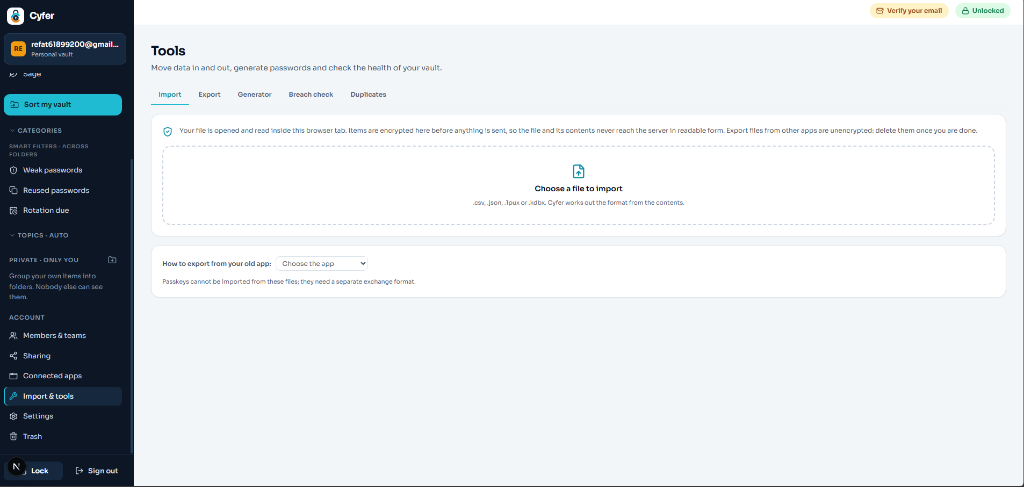 Cyfer
Verify your email
Unlocked
RE
refat61899200@gmail...
Personal vault
Sort my vault
CATEGORIES
SMART FILTERS · ACROSS
FOLDERS
Weak passwords
Reused passwords
Rotation due
TOPICS · AUTO
PRIVATE · ONLY YOU
Group your own items into
folders. Nobody else can see
them.
ACCOUNT
Members & teams
Sharing
Connected apps
Import & tools
Settings
Trash
N
Lock
Sign out
Tools
Move data in and out, generate passwords and check the health of your vault.
Import
Export
Generator
Breach check
Duplicates
Your file is opened and read inside this browser tab. Items are encrypted here before anything is sent, so the file and its contents never reach the server in readable form. Export files from other apps are unencrypted: delete them once you are done.
Choose a file to import
.csv, .json, .1pux or .kdbx. Cyfer works out the format from the contents.
How to export from your old app:
Choose the app
Passkeys cannot be imported from these files; they need a separate exchange format.